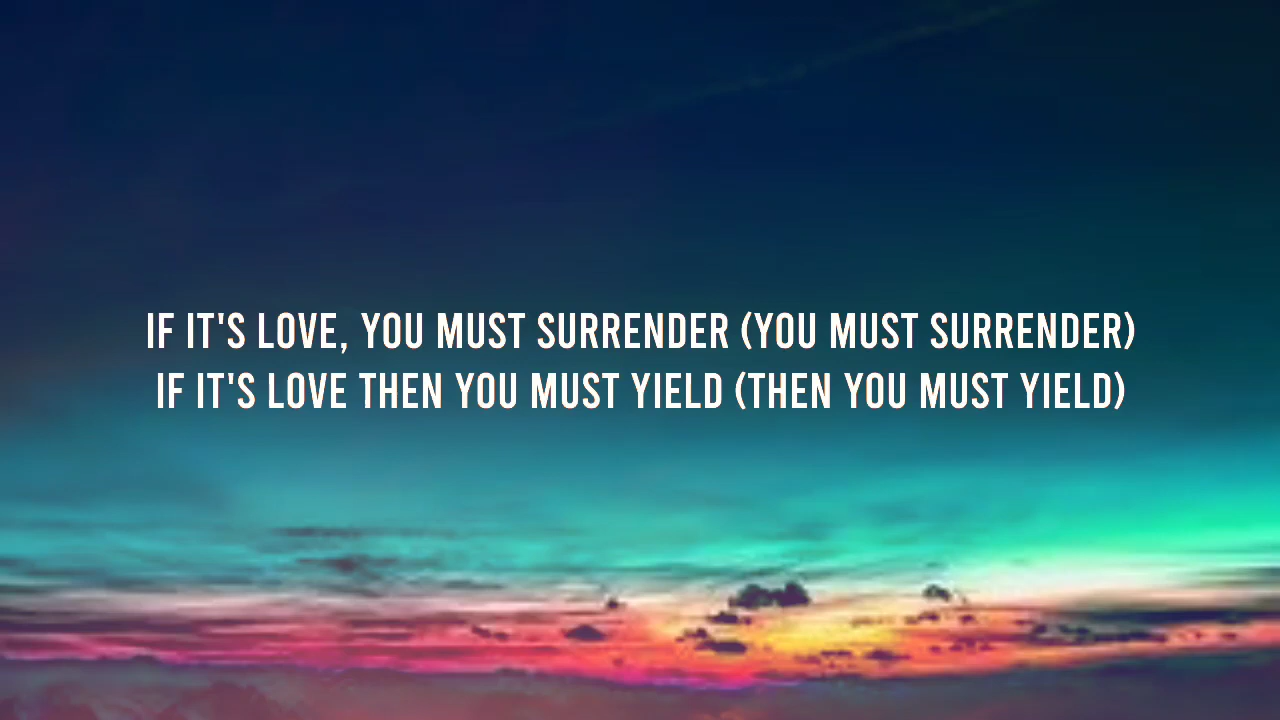 IF IT'S LOVE, YOU MUST SURRENDER (YOU MUST SURRENDER)
IF IT'S LOVE THEN YOU MUST YIELD (THEN YOU MUST YIELD)